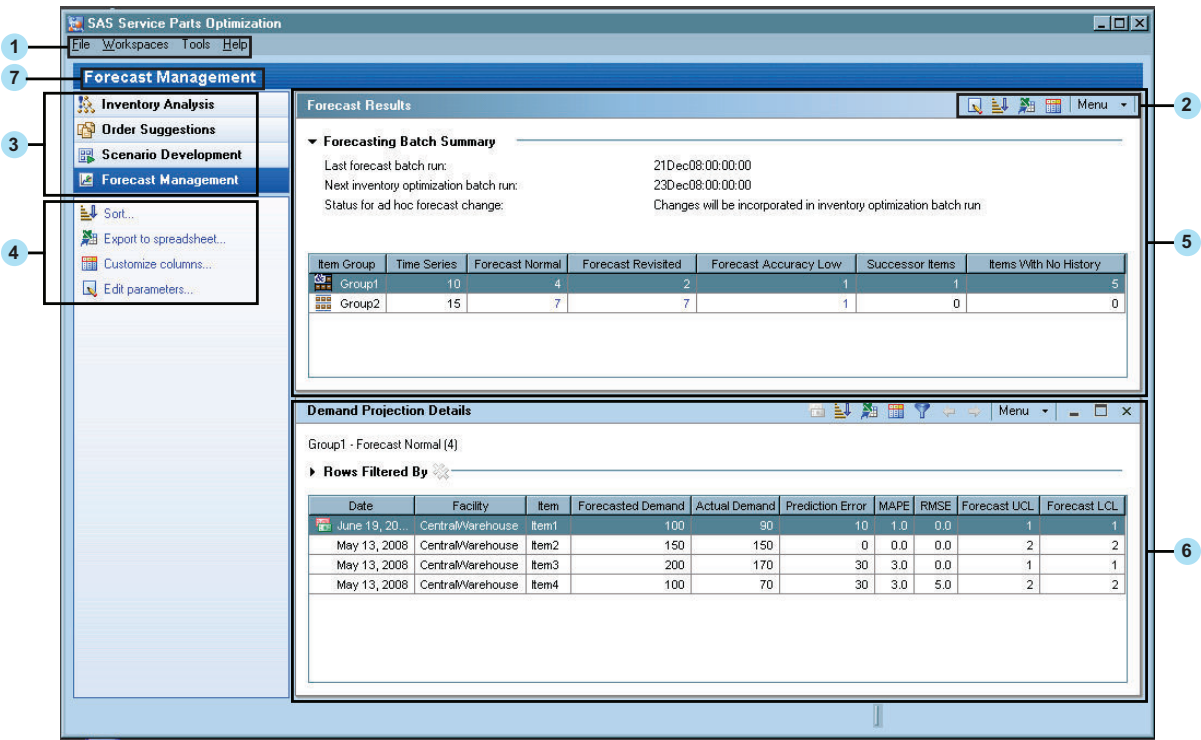 SAS Service Parts Optimization
1
File Workspaces Tools Help
7
Forecast Management
3
Inventory Analysis
Order Suggestions
Scenario Development
Forecast Management
4
Sort...
Export to spreadsheet...
Customize columns...
Edit parameters...
Forecast Results
Menu
2
Forecasting Batch Summary
Last forecast batch run: 21Dec08:00:00:00
Next inventory optimization batch run: 23Dec08:00:00:00
Status for ad hoc forecast change: Changes will be incorporated in inventory optimization batch run
5
Item Group Time Series Forecast Normal Forecast Revisited Forecast Accuracy Low Successor Items Items With No History
Group1 10 4 2 1 1 5
Group2 15 7 7 1 0 0
Demand Projection Details
Menu
Group1 - Forecast Normal (4)
Rows Filtered By
Date Facility Item Forecasted Demand Actual Demand Prediction Error MAPE RMSE Forecast UCL Forecast LCL
June 19, 20... CentralWarehouse Item1 100 90 10 1.0 0.0 1 1
May 13, 2008 CentralWarehouse Item2 150 150 0 0.0 0.0 2 2
May 13, 2008 CentralWarehouse Item3 200 170 30 3.0 0.0 1 1
May 13, 2008 CentralWarehouse Item4 100 70 30 3.0 5.0 2 2
6